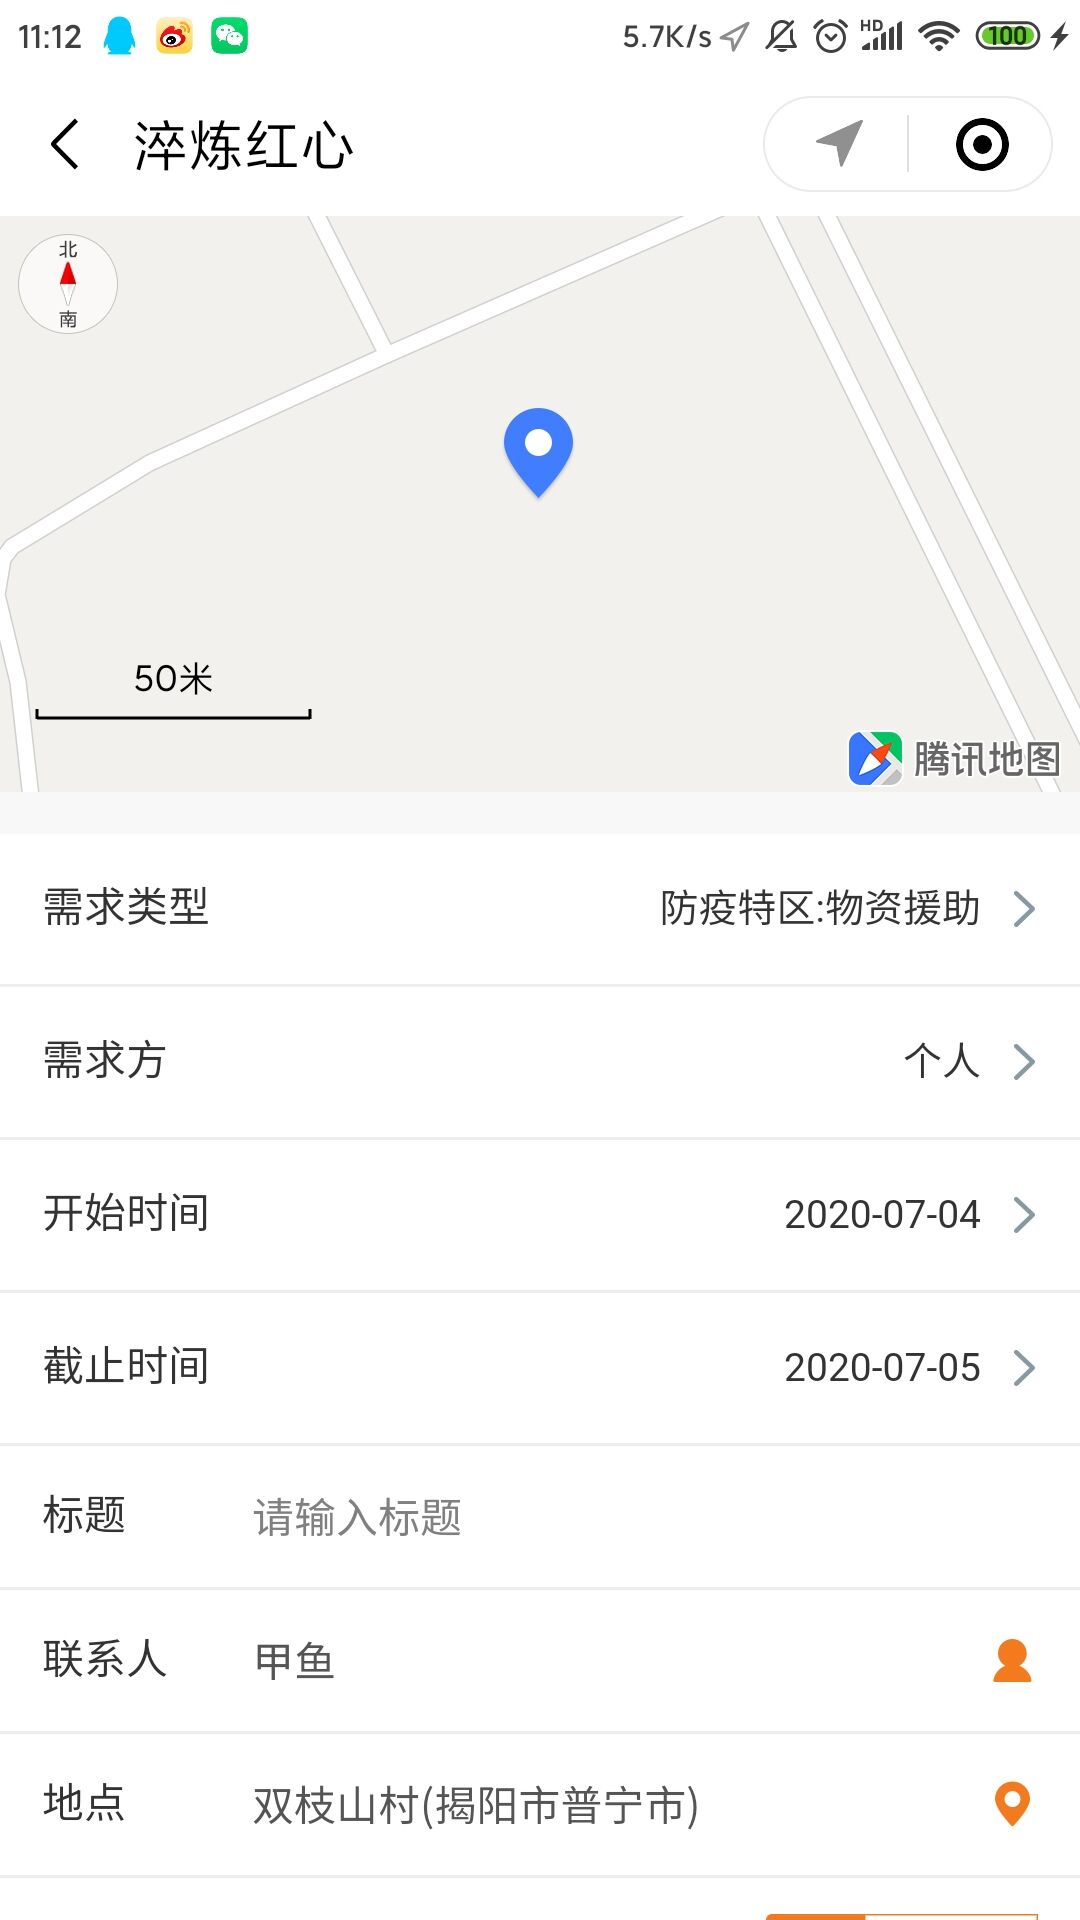 11:12 5.7K/s HD 100
淬炼红心
北
南
50米
腾讯地图
需求类型 防疫特区:物资援助
需求方 个人
开始时间 2020-07-04
截止时间 2020-07-05
标题 请输入标题
联系人 甲鱼
地点 双枝山村(揭阳市普宁市)